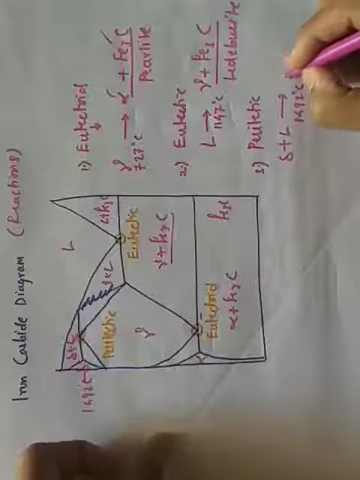 Iron Carbide Diagram (Reactions)
1) Eutectoid
γ → α + Fe3C
727°C Pearlite
2) Eutectic
L → γ + Fe3C
1147°C Ledeburite
3) Peritectic
δ+L →
1492°C
L
δ+L
1492°C
Peritectic
γ+L
L+Fe3C
Eutectic
γ
γ+Fe3C
Eutectoid
α+Fe3C